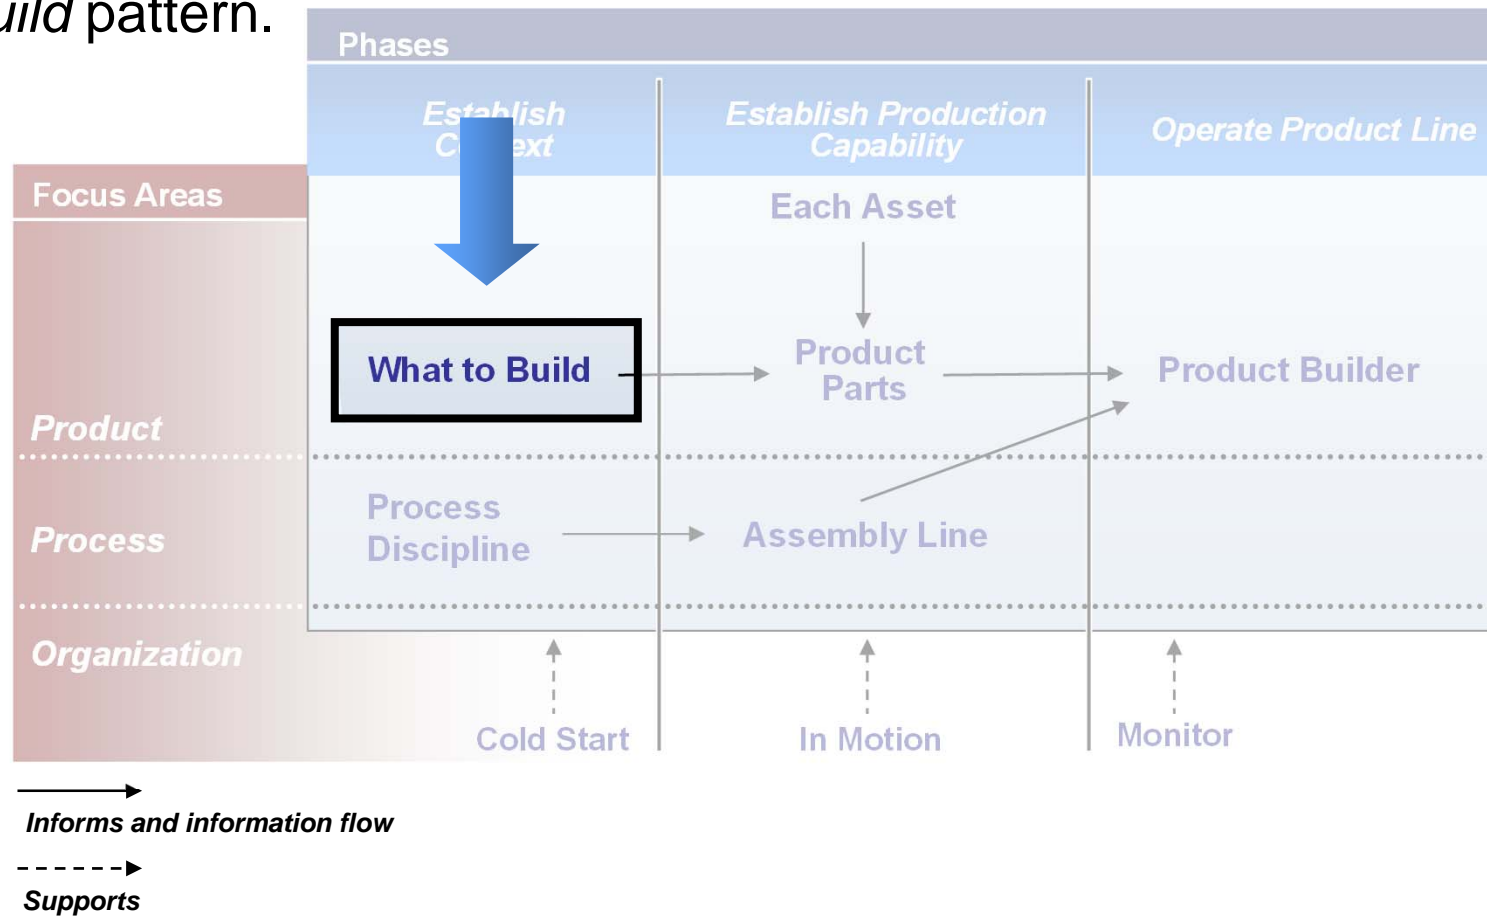 uild pattern.
Phases
Establish
Context
Establish Production
Capability
Operate Product Line
Focus Areas
Each Asset
What to Build
Product
Parts
Product Builder
Product
Process
Discipline
Assembly Line
Process
Organization
Cold Start
In Motion
Monitor
Informs and information flow
Supports